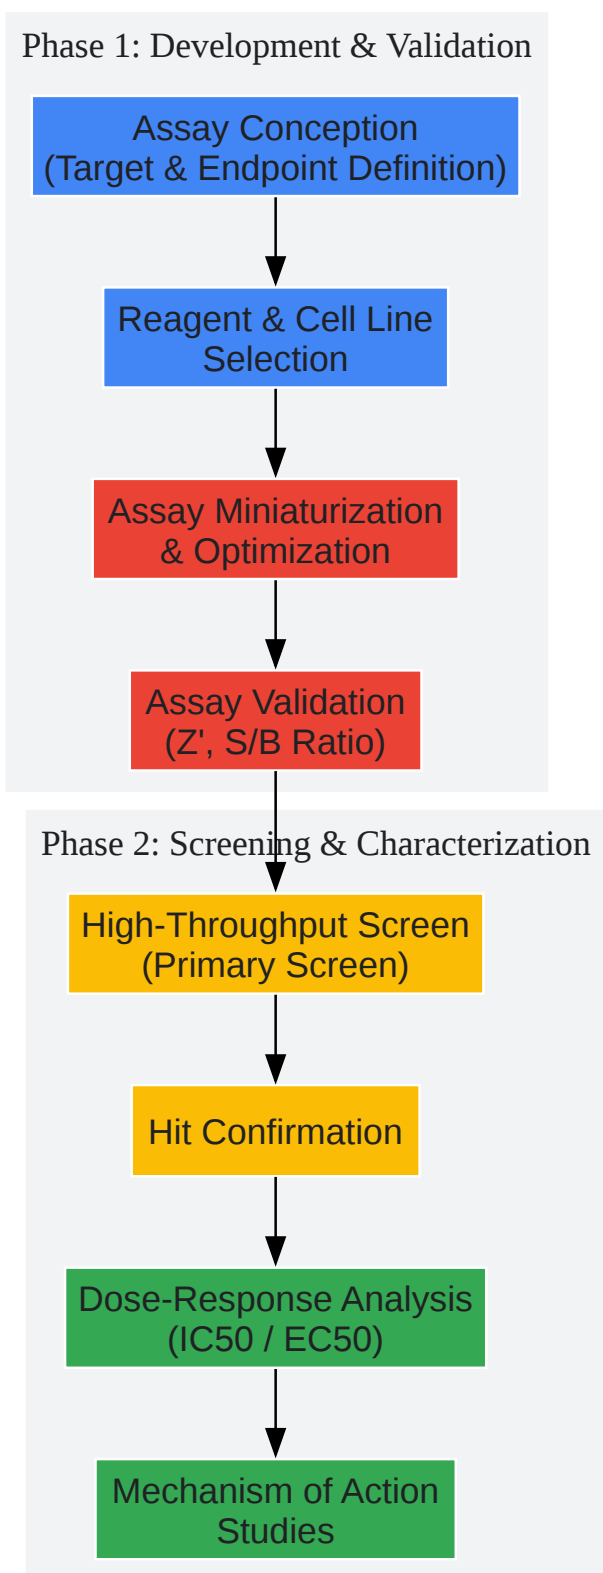 Phase 1: Development & Validation
Assay Conception
(Target & Endpoint Definition)
Reagent & Cell Line
Selection
Assay Miniaturization
& Optimization
Assay Validation
(Z', S/B Ratio)
Phase 2: Screening & Characterization
High-Throughput Screen
(Primary Screen)
Hit Confirmation
Dose-Response Analysis
(IC50 / EC50)
Mechanism of Action
Studies